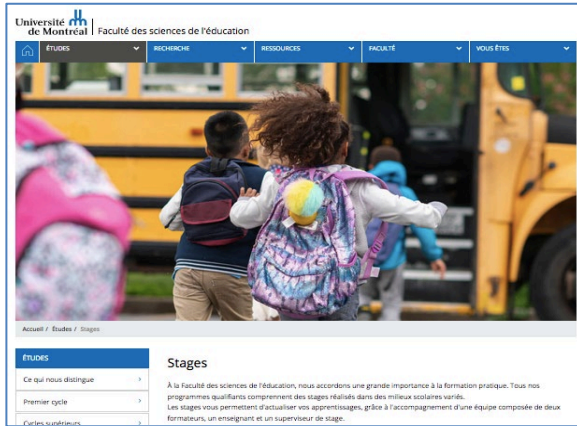 Université
de Montréal
Faculté des sciences de l'éducation
ÉTUDES
RECHERCHE
RESSOURCES
FACULTÉ
VOUS ÊTES
Accueil / Études / Stages
ÉTUDES
Ce qui nous distingue
Premier cycle
Cycles supérieurs
Stages
À la Faculté des sciences de l'éducation, nous accordons une grande importance à la formation pratique. Tous nos
programmes qualifiants comprennent des stages réalisés dans des milieux scolaires variés.
Les stages vous permettent d'actualiser vos apprentissages, grâce à l'accompagnement d'une équipe composée de deux
formateurs, un enseignant et un superviseur de stage.